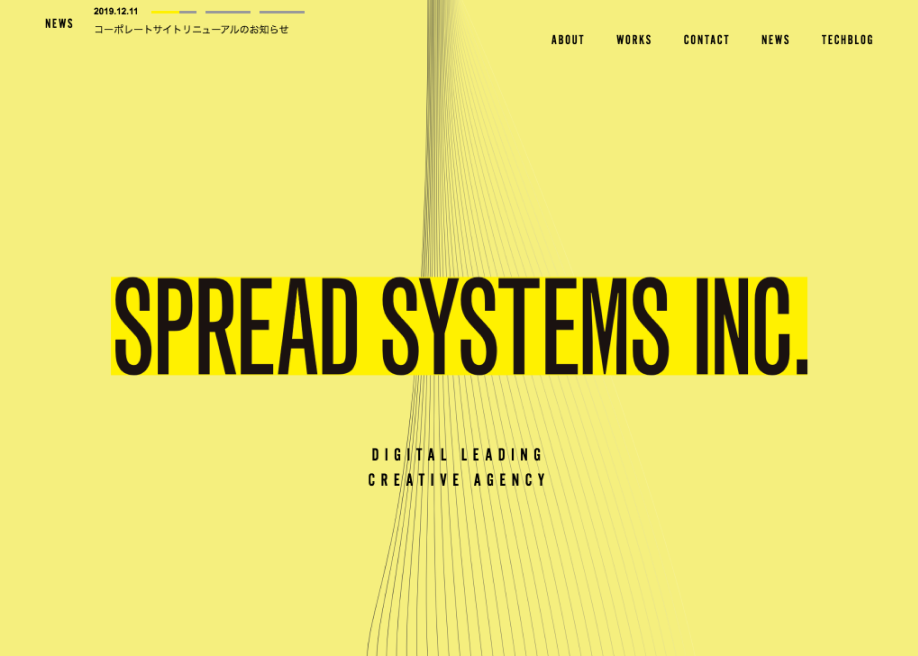 NEWS
2019.12.11
コーポレートサイトリニューアルのお知らせ
ABOUT WORKS CONTACT NEWS TECHBLOG
SPREAD SYSTEMS INC.
DIGITAL LEADING
CREATIVE AGENCY